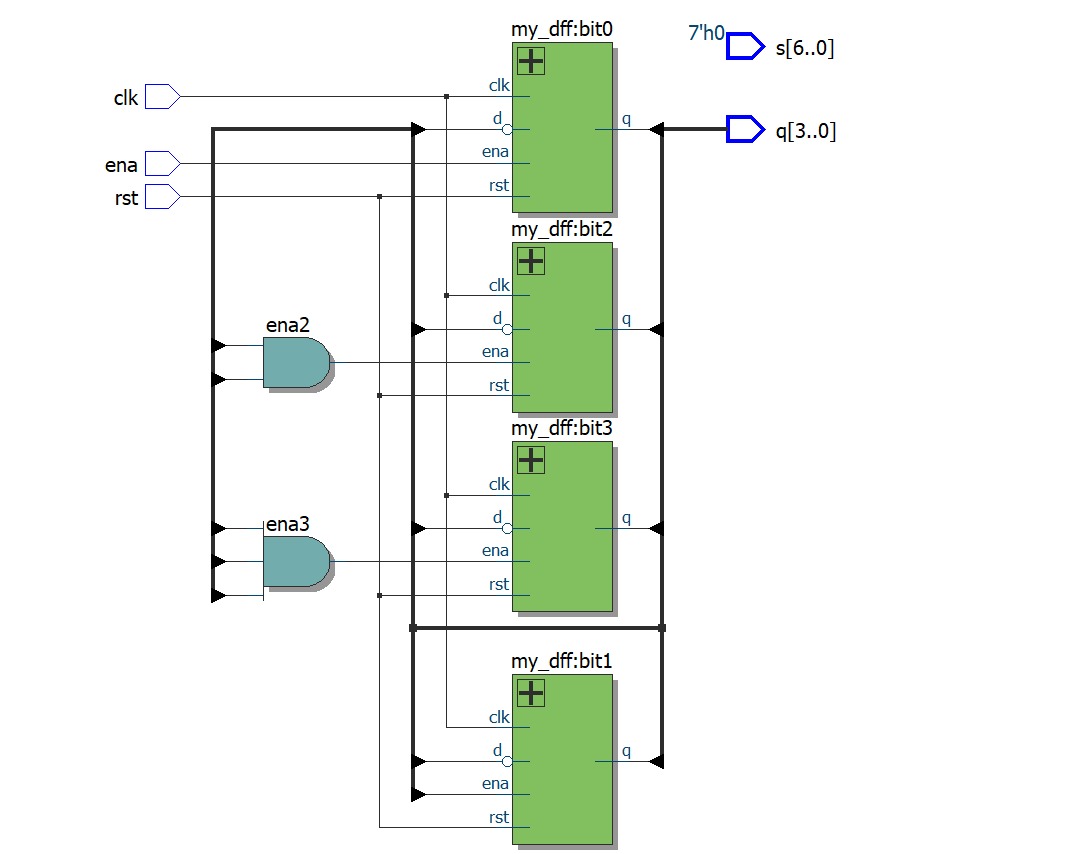 my_dff:bit0
7'h0
s[6..0]
clk
clk
d
q
q[3..0]
ena
ena
rst
rst
my_dff:bit2
clk
d
q
ena2
ena
rst
my_dff:bit3
clk
d
q
ena3
ena
rst
my_dff:bit1
clk
d
q
ena
rst